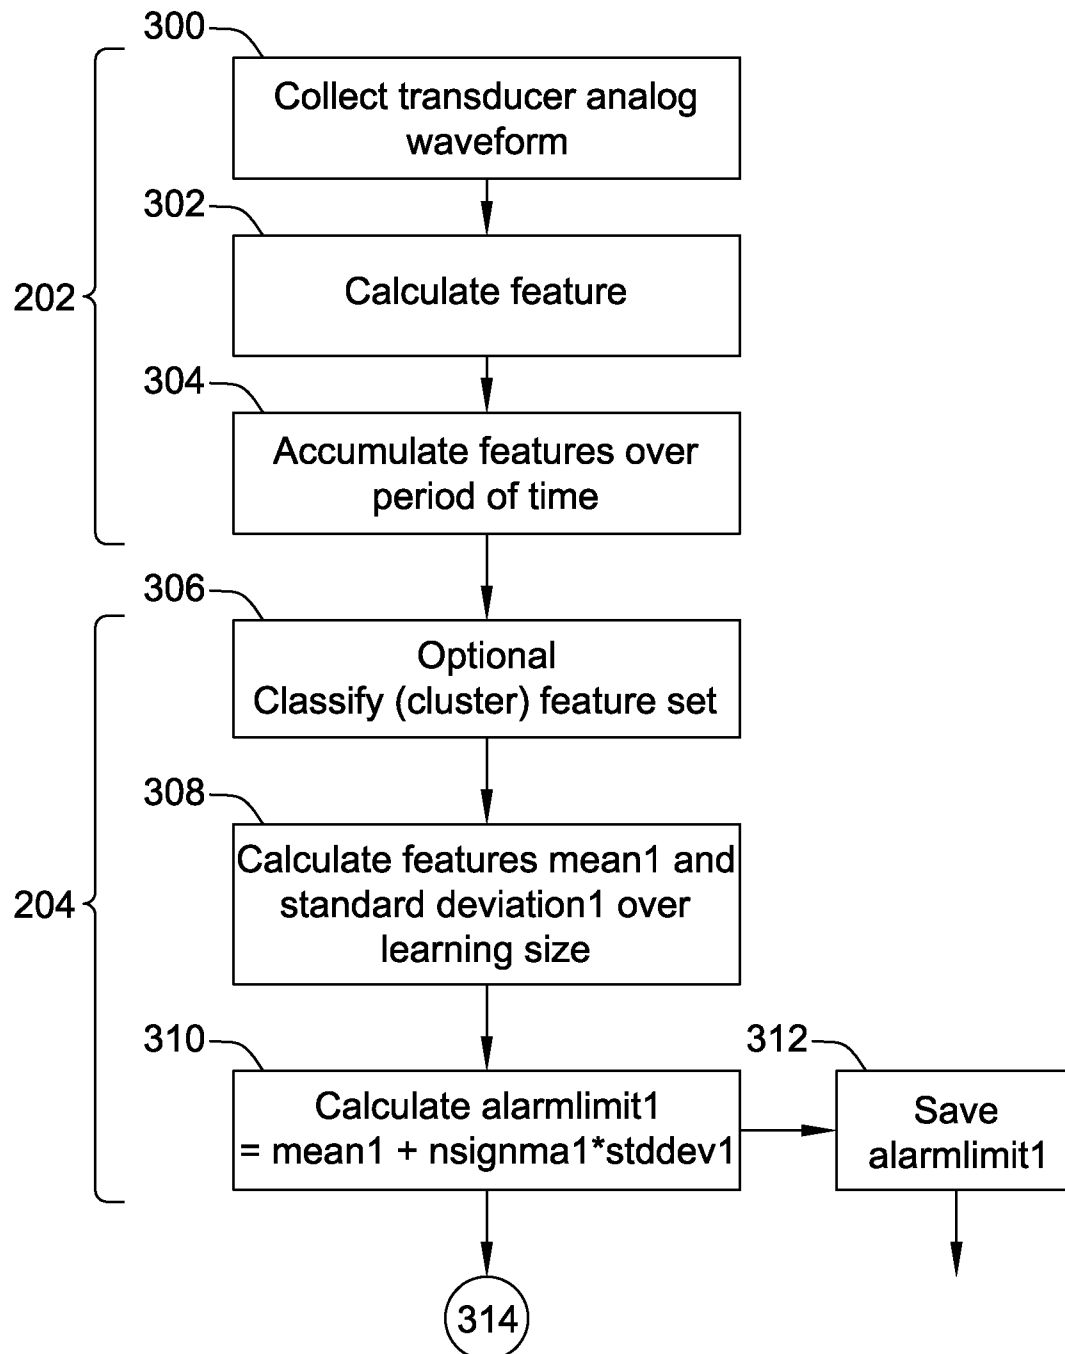 300
Collect transducer analog
waveform
302
Calculate feature
202
304
Accumulate features over
period of time
306
Optional
Classify (cluster) feature set
308
Calculate features mean1 and
standard deviation1 over
learning size
204
310
Calculate alarmlimit1
= mean1 + nsignma1*stddev1
312
Save
alarmlimit1
314